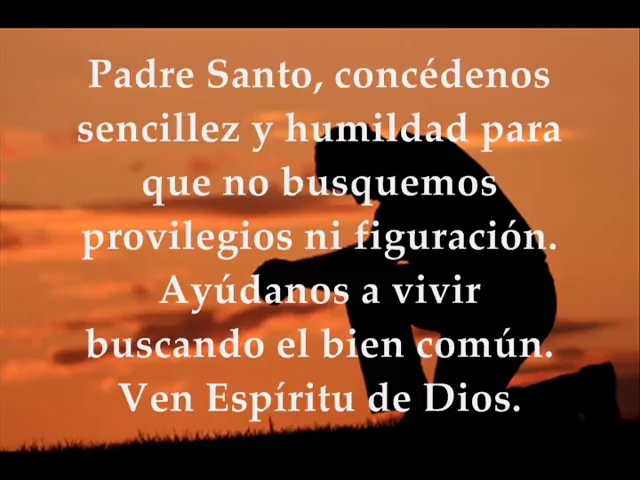 Padre Santo, concédenos
sencillez y humildad para
que no busquemos
provilegios ni figuración.
Ayúdanos a vivir
buscando el bien común.
Ven Espíritu de Dios.